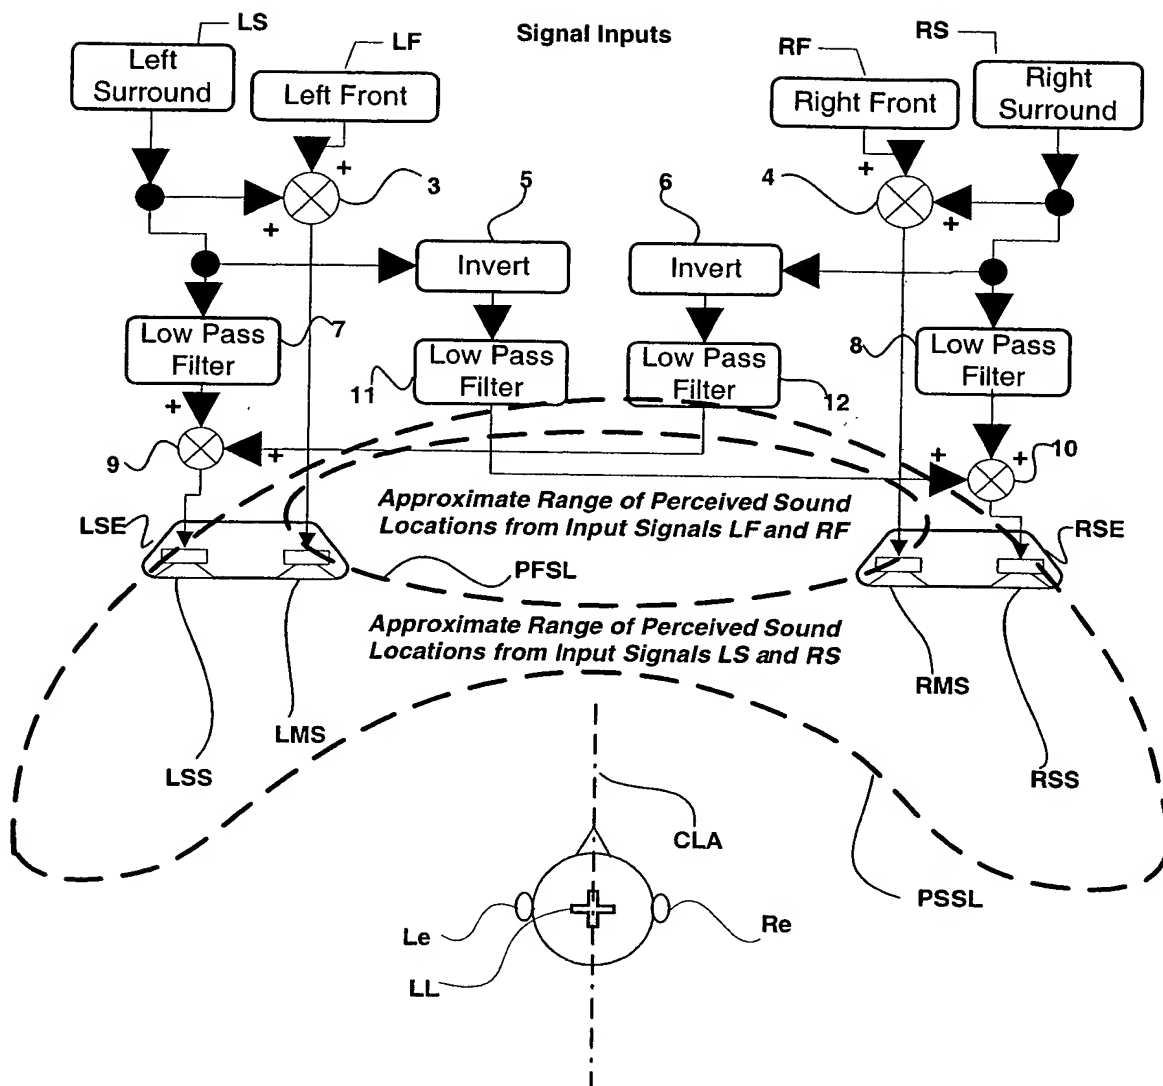 LS
LF
Signal Inputs
RF
RS
Left
Surround
Left Front
Right Front
Right
Surround
+
+
3
5
6
4
+
+
Invert
Invert
Low Pass
Filter
7
Low Pass
Filter
11
Low Pass
Filter
12
8
Low Pass
Filter
+
9
+
+
+
10
Approximate Range of Perceived Sound
Locations from Input Signals LF and RF
LSE
RSE
PFSL
Approximate Range of Perceived Sound
Locations from Input Signals LS and RS
LMS
LSS
RMS
RSS
CLA
PSSL
Le
Re
LL